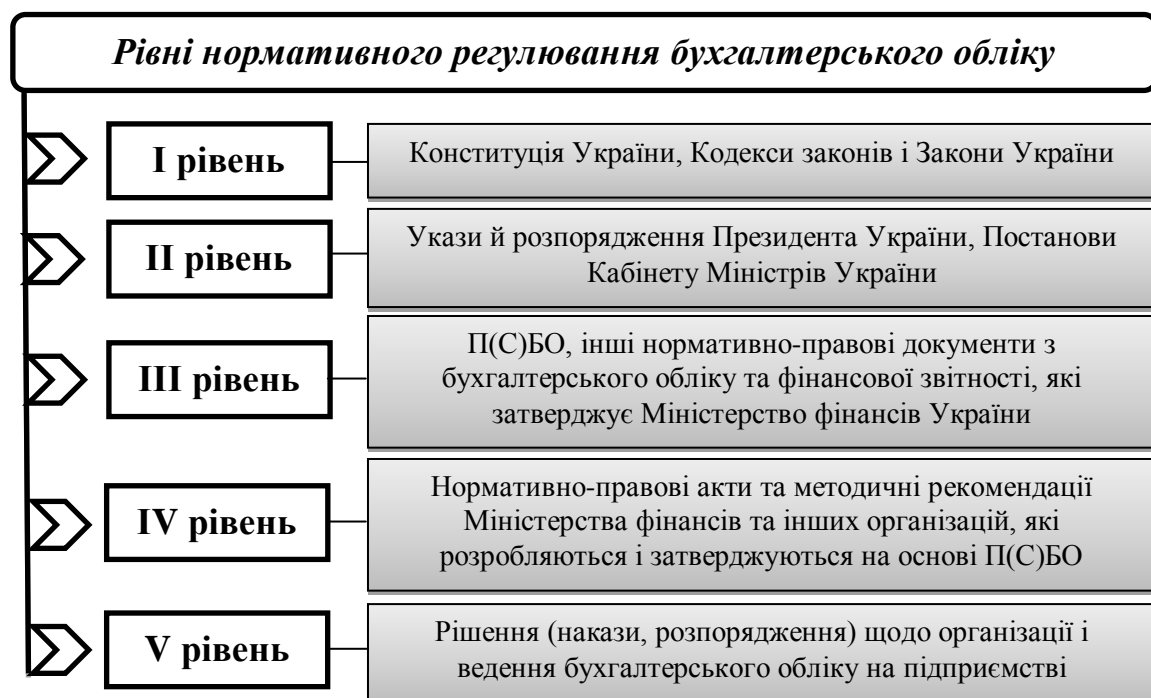 Рівні нормативного регулювання бухгалтерського обліку
I рівень
Конституція України, Кодекси законів і Закони України
II рівень
Укази й розпорядження Президента України, Постанови
Кабінету Міністрів України
III рівень
П(С)БО, інші нормативно-правові документи з
бухгалтерського обліку та фінансової звітності, які
затверджує Міністерство фінансів України
IV рівень
Нормативно-правові акти та методичні рекомендації
Міністерства фінансів та інших організацій, які
розробляються і затверджуються на основі П(С)БО
V рівень
Рішення (накази, розпорядження) щодо організації і
ведення бухгалтерського обліку на підприємстві